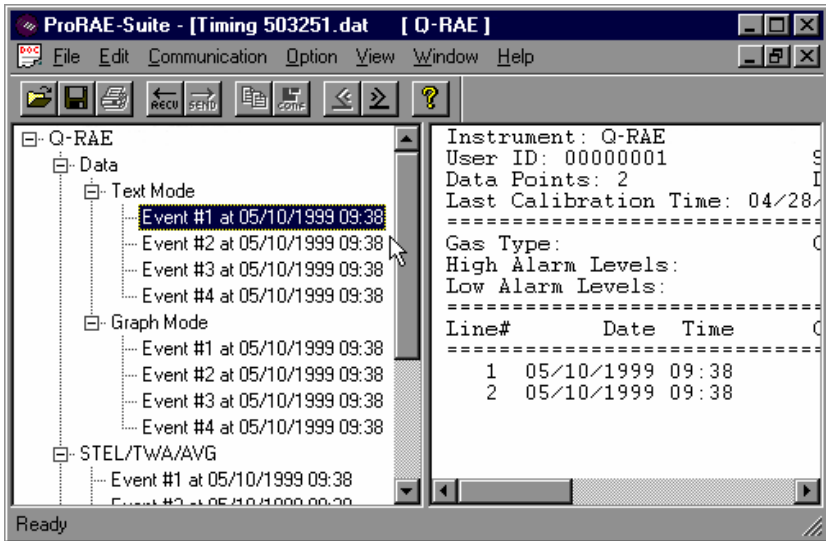 ProRAE-Suite - [Timing 503251.dat [ Q-RAE ]
File Edit Communication Option View Window Help
RECV SEND CONF
Q-RAE
Data
Text Mode
Event #1 at 05/10/1999 09:38
Event #2 at 05/10/1999 09:38
Event #3 at 05/10/1999 09:38
Event #4 at 05/10/1999 09:38
Graph Mode
Event #1 at 05/10/1999 09:38
Event #2 at 05/10/1999 09:38
Event #3 at 05/10/1999 09:38
Event #4 at 05/10/1999 09:38
STEL/TWA/AVG
Event #1 at 05/10/1999 09:38
Instrument: Q-RAE
User ID: 00000001
Data Points: 2
Last Calibration Time: 04/28/
==============================
Gas Type:
High Alarm Levels:
Low Alarm Levels:
==============================
Line# Date Time
==============================
1 05/10/1999 09:38
2 05/10/1999 09:38
Ready